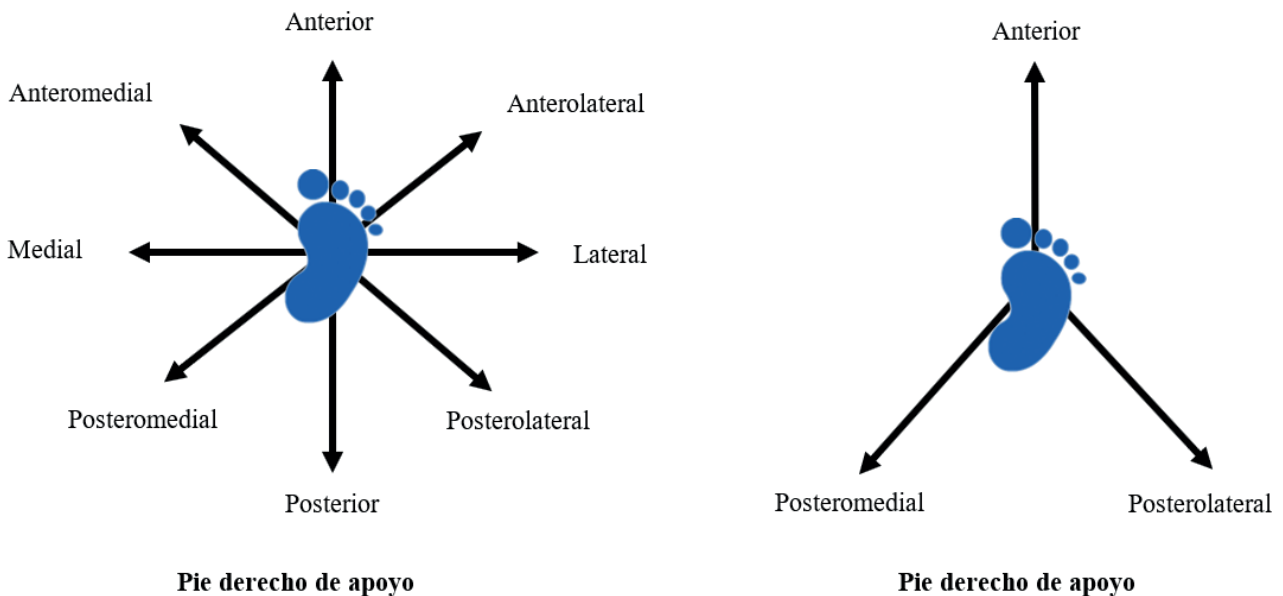 Anterior
Anteromedial
Anterolateral
Medial
Lateral
Posteromedial
Posterolateral
Posterior
Pie derecho de apoyo
Anterior
Posteromedial
Posterolateral
Pie derecho de apoyo